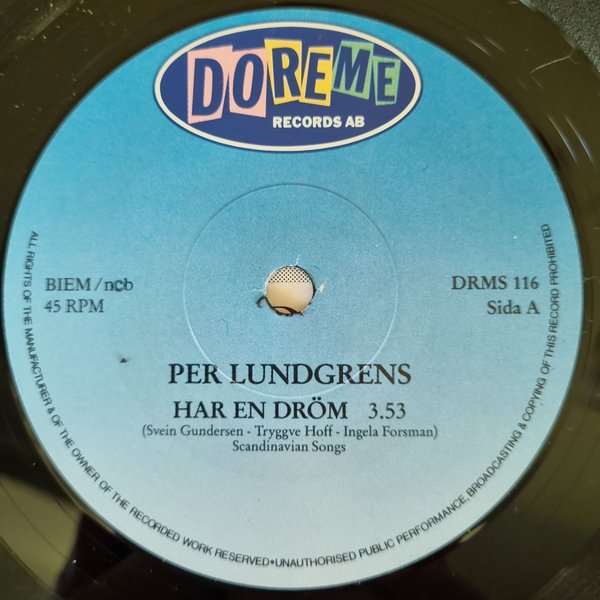 DOREME
RECORDS AB
BIEM/ncb
45 RPM
DRMS 116
Sida A
PER LUNDGRENS
HAR EN DRÖM 3.53
(Svein Gundersen - Tryggve Hoff - Ingela Forsman)
Scandinavian Songs
ALL RIGHTS OF THE MANUFACTURER & OF THE OWNER OF THE RECORDED WORK RESERVED•UNAUTHORISED PUBLIC PERFORMANCE, BROADCASTING & COPYING OF THIS RECORD PROHIBITED